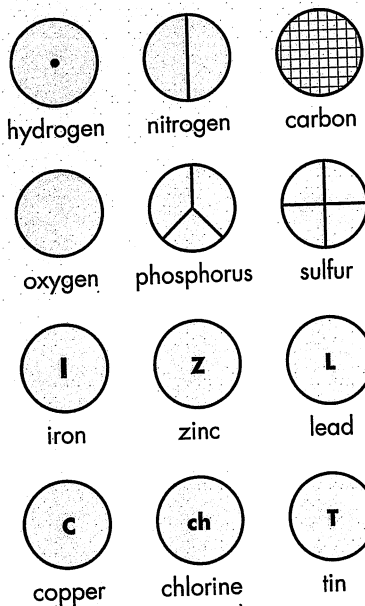 hydrogen nitrogen carbon
oxygen phosphorus sulfur
I Z L
iron zinc lead
C ch T
copper chlorine tin